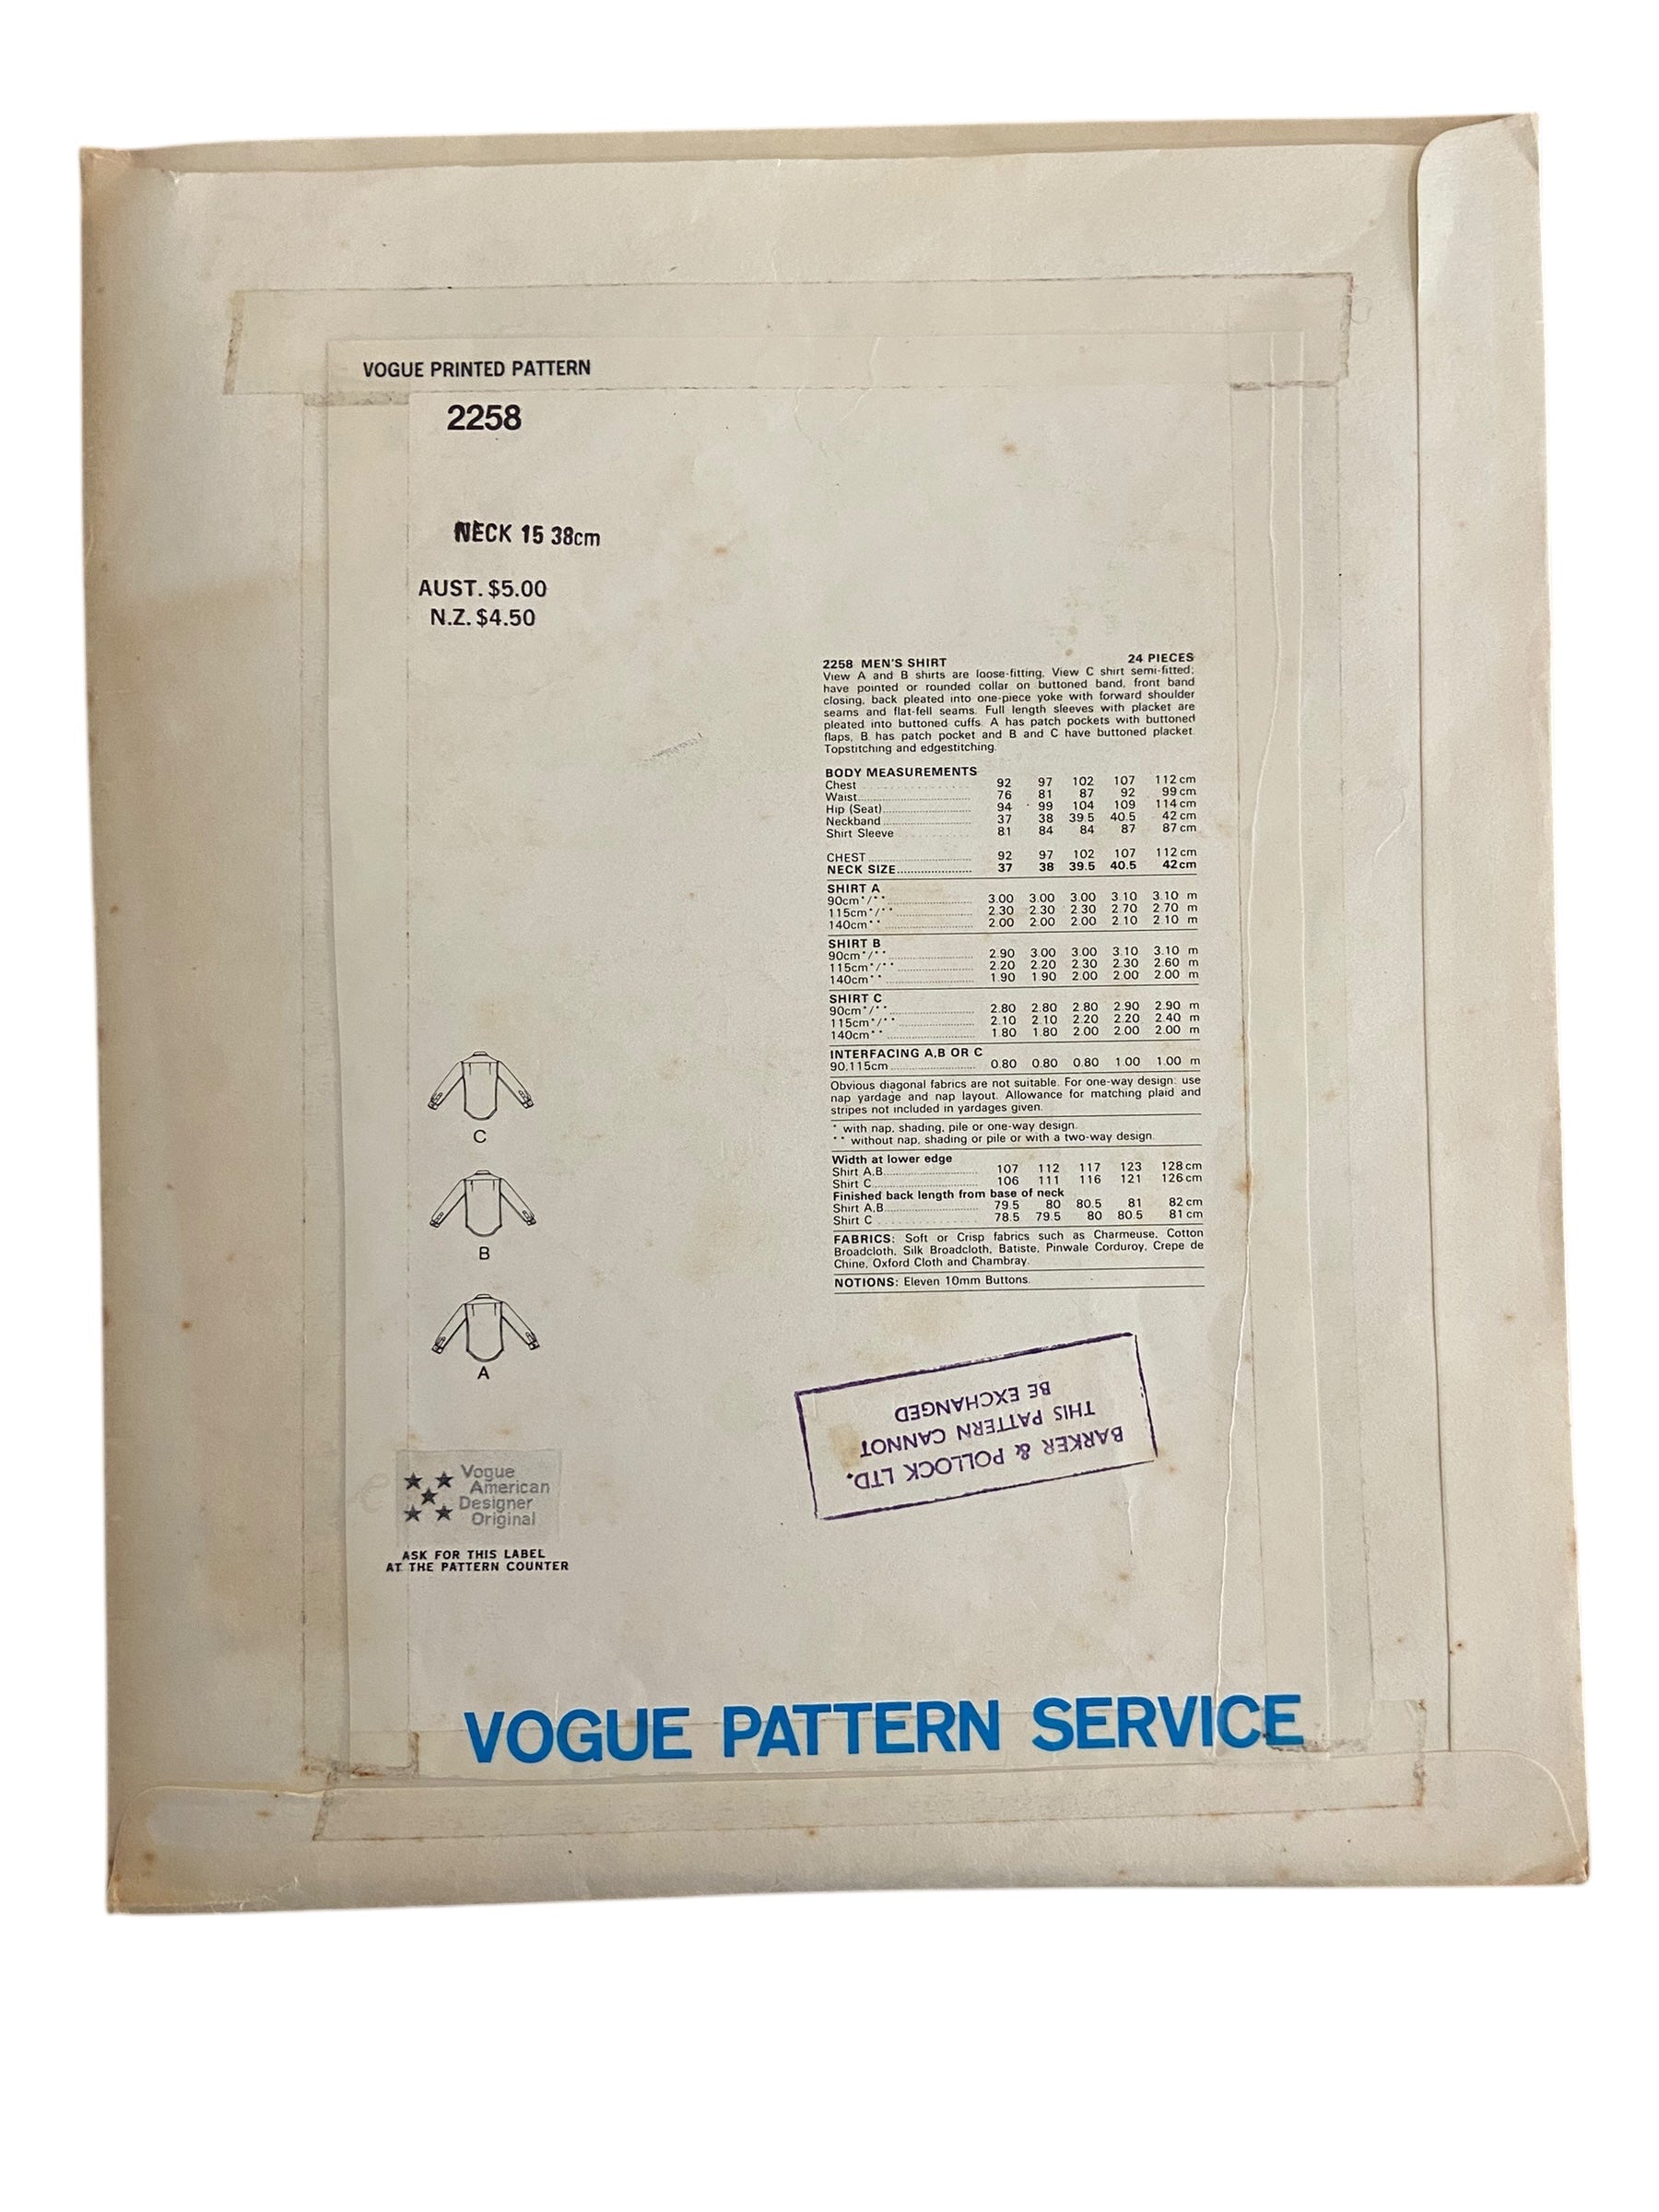 VOGUE PRINTED PATTERN
2258
NECK 15 38cm
AUST. $5.00
N.Z. $4.50
2258 MEN'S SHIRT 24 PIECES
View A and B shirts are loose-fitting, View C shirt semi-fitted;
have pointed or rounded collar on buttoned band, front band
closing, back pleated into one-piece yoke with forward shoulder
seams and flat-fell seams. Full length sleeves with placket are
pleated into buttoned cuffs. A has patch pockets with buttoned
flaps, B has patch pocket and B and C have buttoned placket.
Topstitching and edgestitching.
BODY MEASUREMENTS
Chest 92 97 102 107 112 cm
Waist 76 81 87 92 99 cm
Hip (Seat) 94 99 104 109 114 cm
Neckband 37 38 39.5 40.5 42 cm
Shirt Sleeve 81 84 84 87 87 cm
CHEST 92 97 102 107 112 cm
NECK SIZE 37 38 39.5 40.5 42 cm
SHIRT A
90cm*/** 3.00 3.00 3.00 3.10 3.10 m
115cm*/** 2.30 2.30 2.30 2.70 2.70 m
140cm** 2.00 2.00 2.00 2.10 2.10 m
SHIRT B
90cm*/** 2.90 3.00 3.00 3.10 3.10 m
115cm*/** 2.20 2.20 2.30 2.30 2.60 m
140cm** 1.90 1.90 2.00 2.00 2.00 m
SHIRT C
90cm*/** 2.80 2.80 2.80 2.90 2.90 m
115cm*/** 2.10 2.10 2.20 2.20 2.40 m
140cm** 1.80 1.80 2.00 2.00 2.00 m
INTERFACING A,B OR C
90,115cm 0.80 0.80 0.80 1.00 1.00 m
Obvious diagonal fabrics are not suitable. For one-way design: use
nap yardage and nap layout. Allowance for matching plaid and
stripes not included in yardages given.
* with nap, shading, pile or one-way design.
** without nap, shading or pile or with a two-way design.
Width at lower edge
Shirt A,B 107 112 117 123 128 cm
Shirt C 106 111 116 121 126 cm
Finished back length from base of neck
Shirt A,B 79.5 80 80.5 81 82 cm
Shirt C 78.5 79.5 80 80.5 81 cm
FABRICS: Soft or Crisp fabrics such as Charmeuse, Cotton
Broadcloth, Silk Broadcloth, Batiste, Pinwale Corduroy, Crepe de
Chine, Oxford Cloth and Chambray.
NOTIONS: Eleven 10mm Buttons.
C
B
A
BARKER & POLLOCK LTD.
THIS PATTERN CANNOT
BE EXCHANGED
Vogue
American
Designer
Original
ASK FOR THIS LABEL
AT THE PATTERN COUNTER
VOGUE PATTERN SERVICE